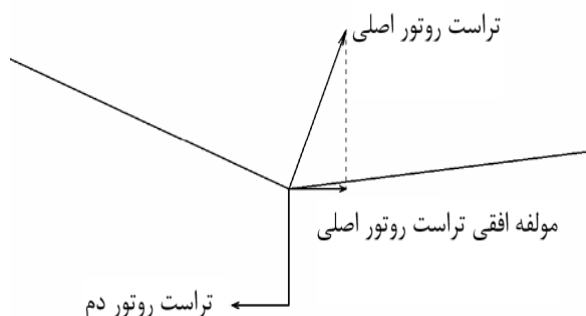 تراست روتور اصلی
مولفه افقی تراست روتور اصلی
تراست روتور دم